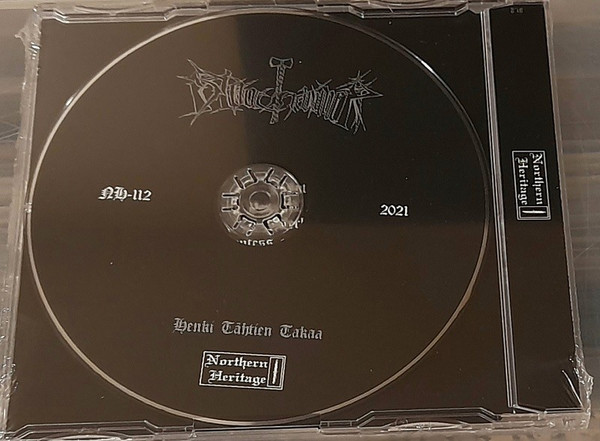 NH-112
2021
Henki Tähtien Takaa
Northern
Heritage
Northern
Heritage